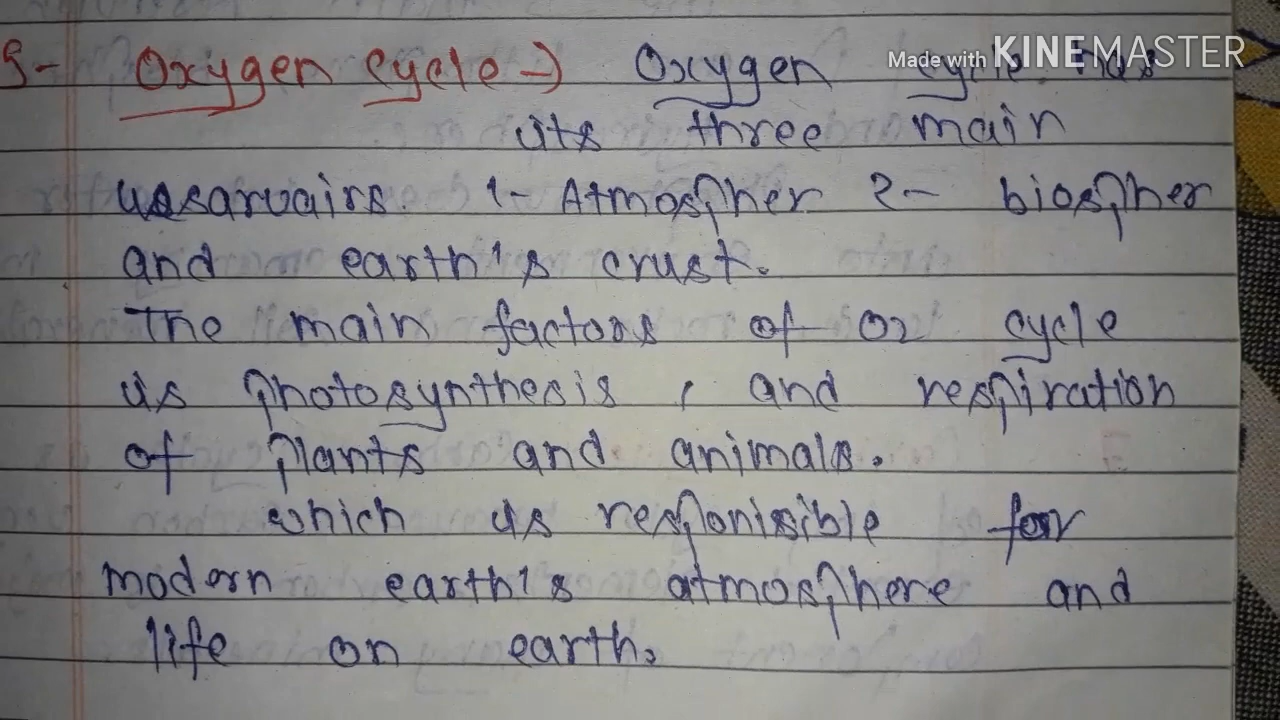 Made with KINEMASTER
5- Oxygen cycle → Oxygen cycle has
its three main
ussarvairs. 1- Atmospher 2- biospher
and earth's crust.
The main factors of O2 cycle
is photosynthesis, and respiration
of plants and animals.
which is responisible for
modern earth's atmosphere and
life on earth.